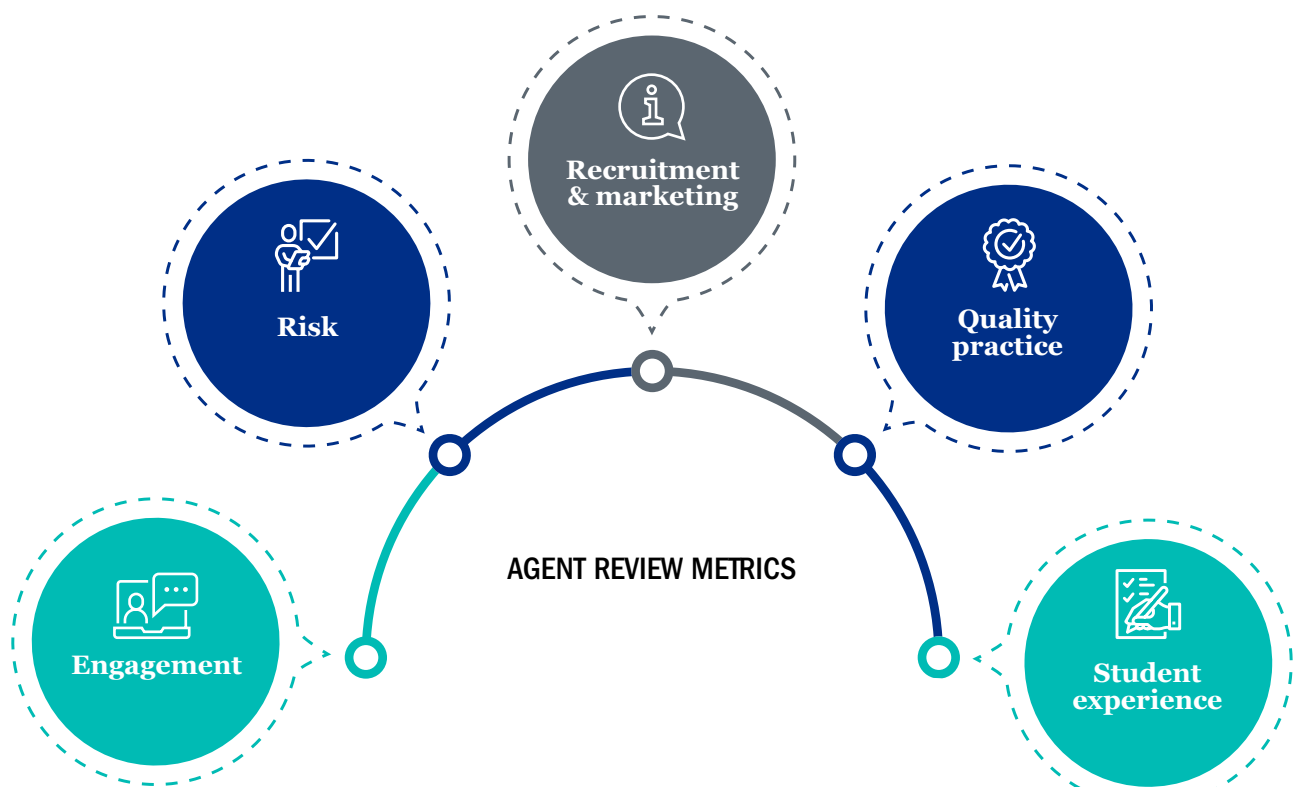 Recruitment
& marketing
Risk
Quality
practice
AGENT REVIEW METRICS
Engagement
Student
experience